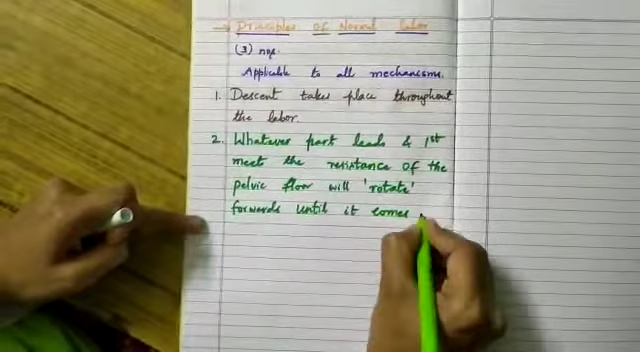 → Principles of Normal labor
(3) nos.
Applicable to all mechanisms.
1. Descent takes place throughout
the labor.
2. Whatever part leads & 1st
meet the resistance of the
pelvic floor will 'rotate'
forwards until it comes